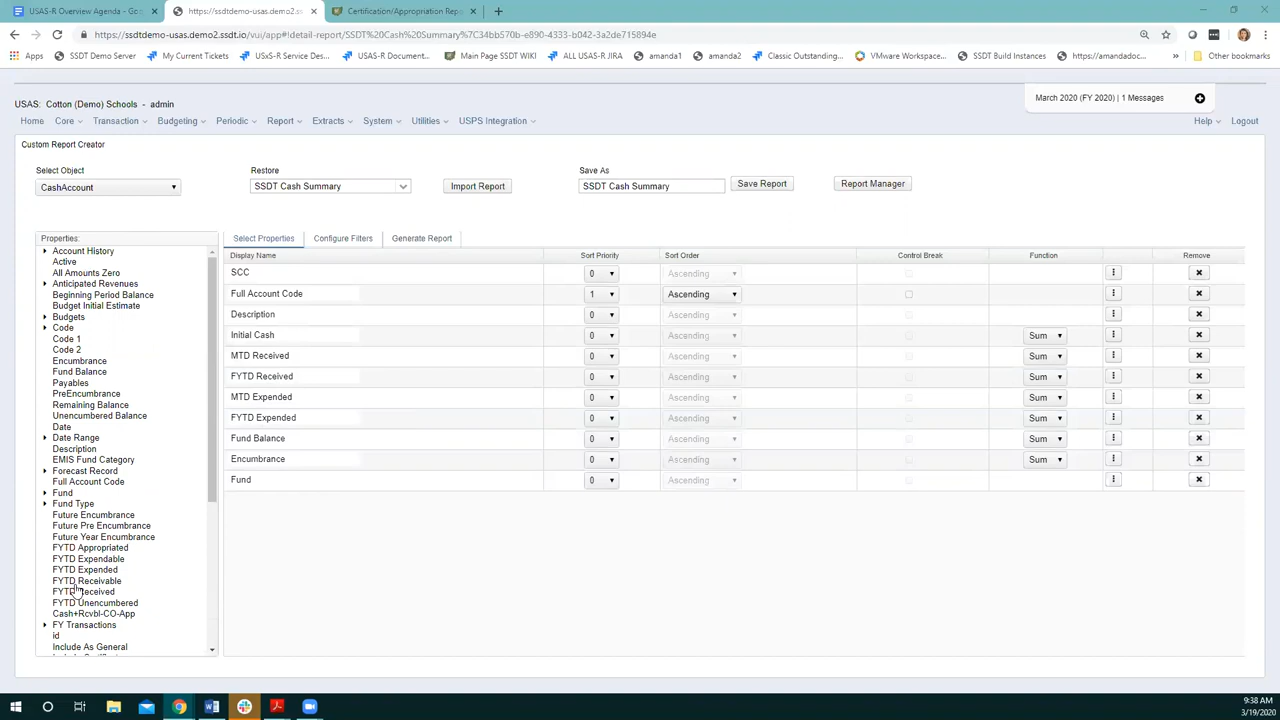 USAS-R Overview Agenda - Goo
https://ssdtdemo-usas.demo2.ss
Certification/Appropriation Rep
https://ssdtdemo-usas.demo2.ssdt.io/vui/app#!detail-report/SSDT%20Cash%20Summary%7C34bb570b-e890-4333-b042-3a2de715894e
Apps SSDT Demo Server My Current Tickets USxS-R Service Des... USAS-R Document... Main Page SSDT WIKI ALL USAS-R JIRA amanda1 amanda2 Classic Outstanding... VMware Workspace... SSDT Build Instances https://amandadoc... » Other bookmarks
USAS: Cotton (Demo) Schools - admin
March 2020 (FY 2020) | 1 Messages
Home Core Transaction Budgeting Periodic Report Extracts System Utilities USPS Integration Help Logout
Custom Report Creator
Select Object Restore Save As
CashAccount SSDT Cash Summary Import Report SSDT Cash Summary Save Report Report Manager
Properties: Select Properties Configure Filters Generate Report
Display Name Sort Priority Sort Order Control Break Function Remove
SCC 0 Ascending
Full Account Code 1 Ascending
Description 0 Ascending
Initial Cash 0 Ascending Sum
MTD Received 0 Ascending Sum
FYTD Received 0 Ascending Sum
MTD Expended 0 Ascending Sum
FYTD Expended 0 Ascending Sum
Fund Balance 0 Ascending Sum
Encumbrance 0 Ascending Sum
Fund 0 Ascending
Account History
Active
All Amounts Zero
Anticipated Revenues
Beginning Period Balance
Budget Initial Estimate
Budgets
Code
Code 1
Code 2
Encumbrance
Fund Balance
Payables
PreEncumbrance
Remaining Balance
Unencumbered Balance
Date
Date Range
Description
EMIS Fund Category
Forecast Record
Full Account Code
Fund
Fund Type
Future Encumbrance
Future Pre Encumbrance
Future Year Encumbrance
FYTD Appropriated
FYTD Expendable
FYTD Expended
FYTD Receivable
FYTD Received
FYTD Unencumbered
Cash+Rcvbl-CO-App
FY Transactions
id
Include As General
9:38 AM
3/19/2020